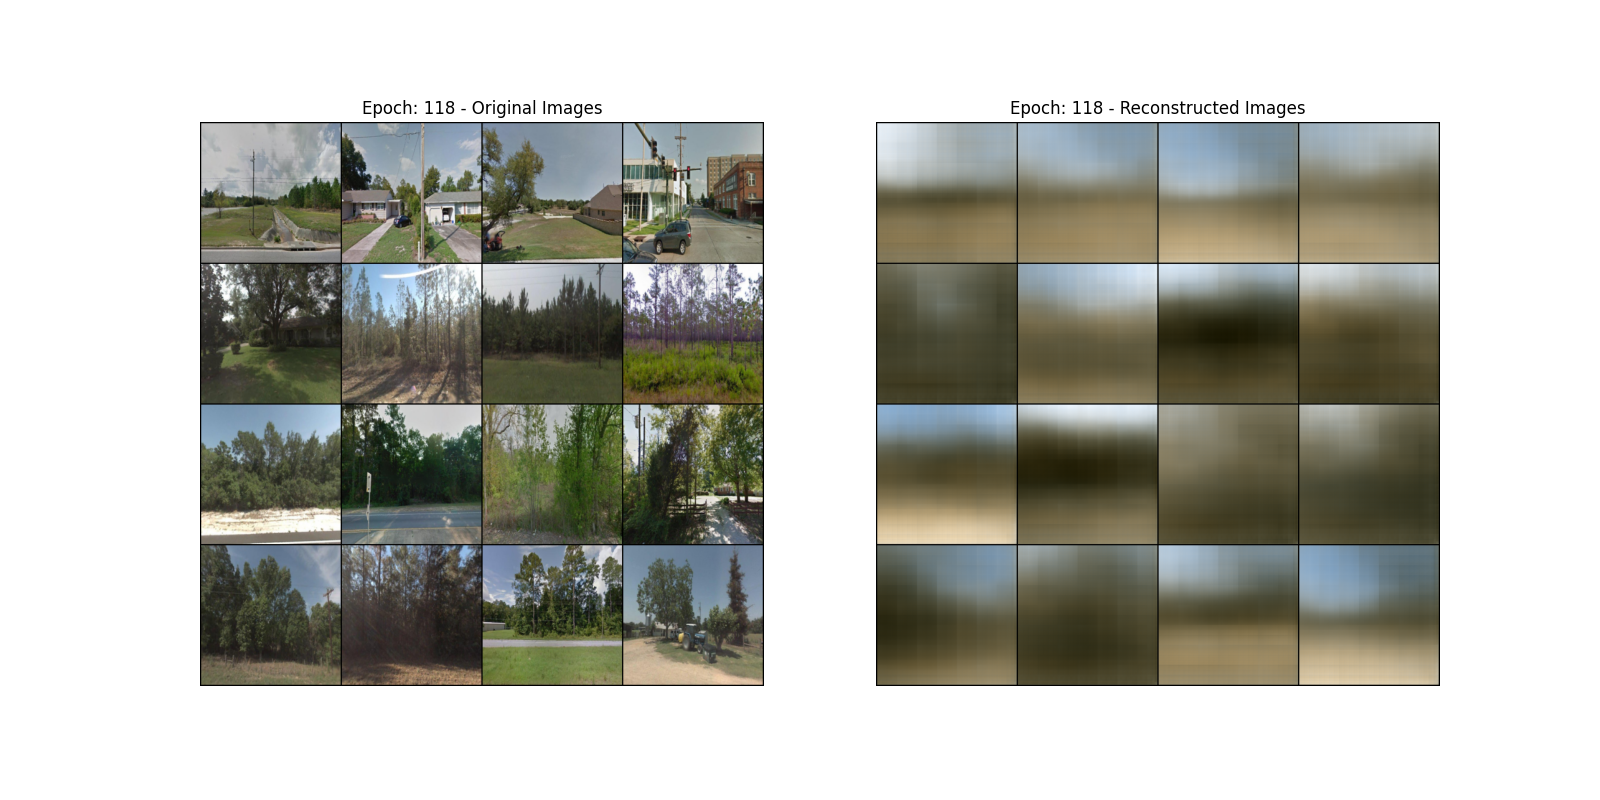 Epoch: 118 - Original Images
Epoch: 118 - Reconstructed Images